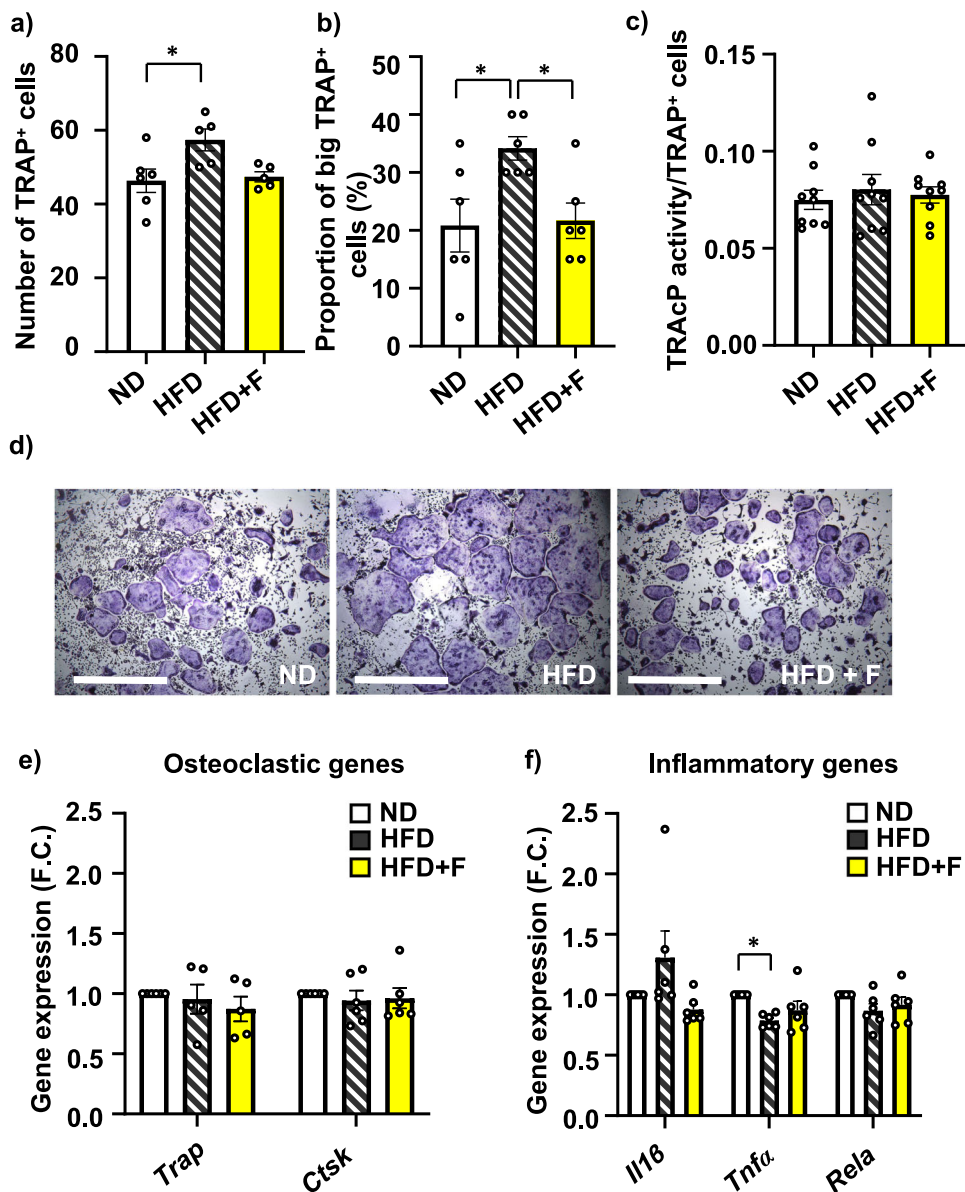 a)
Number of TRAP⁺ cells
80
60
40
20
0
*
ND
HFD
HFD+F
b)
Proportion of big TRAP⁺
cells (%)
50
40
30
20
10
0
*
*
ND
HFD
HFD+F
c)
TRAcP activity/TRAP⁺ cells
0.15
0.10
0.05
0.00
ND
HFD
HFD+F
d)
ND
HFD
HFD + F
e)
Osteoclastic genes
Gene expression (F.C.)
2.5
2.0
1.5
1.0
0.5
0.0
ND
HFD
HFD+F
Trap
Ctsk
f)
Inflammatory genes
Gene expression (F.C.)
2.5
2.0
1.5
1.0
0.5
0.0
ND
HFD
HFD+F
*
Il1β
Tnfα
Rela